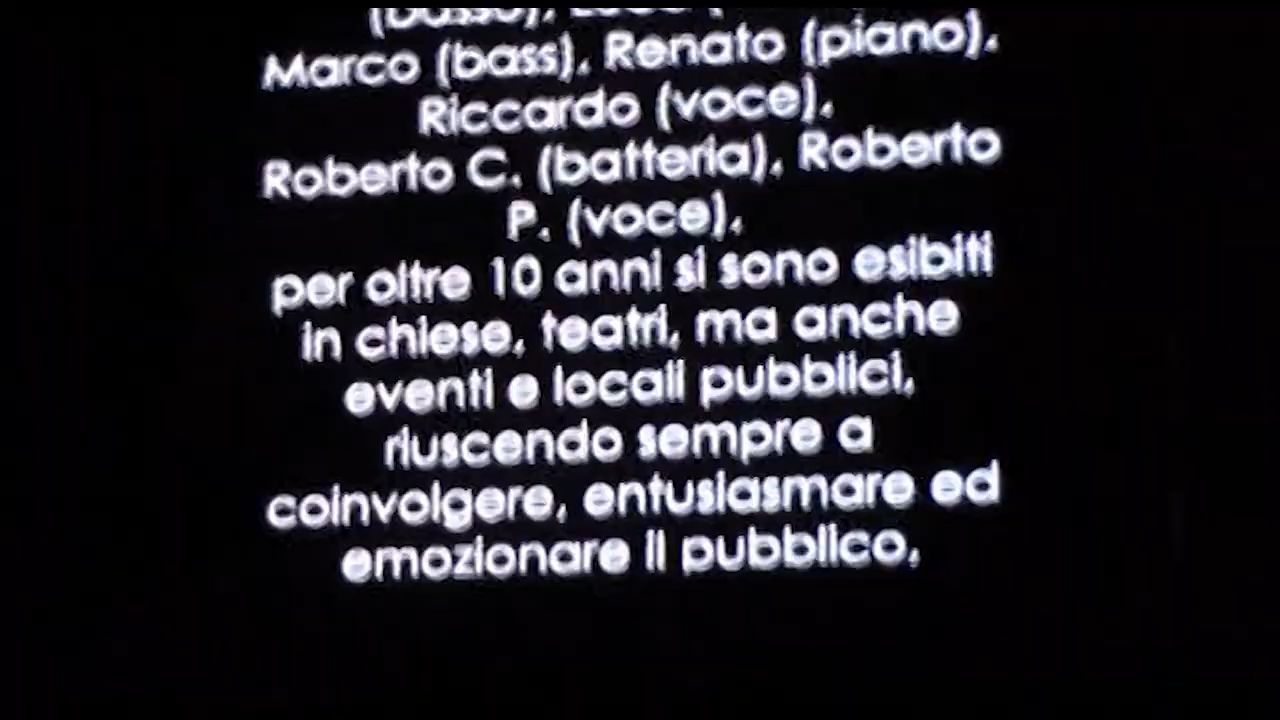 (basso),
Marco (bass), Renato (piano),
Riccardo (voce),
Roberto C. (batteria), Roberto
P. (voce),
per oltre 10 anni si sono esibiti
in chiese, teatri, ma anche
eventi e locali pubblici,
riuscendo sempre a
coinvolgere, entusiasmare ed
emozionare il pubblico,